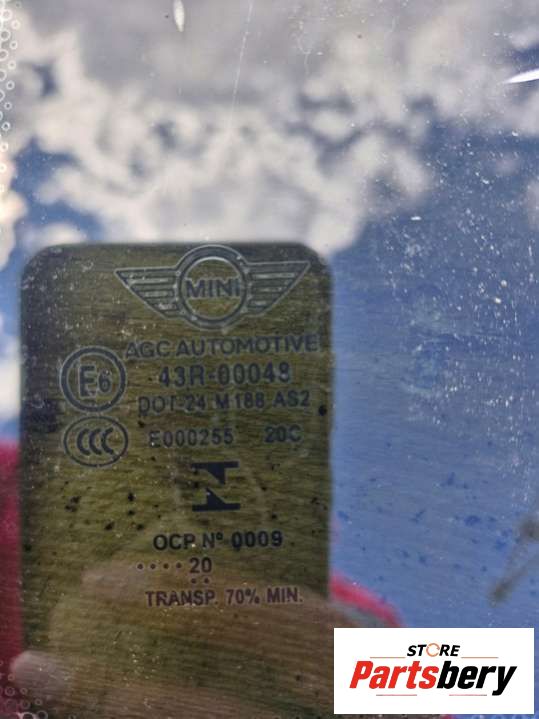 MINI
AGC AUTOMOTIVE
E6 43R-00048
DOT-24 M188 AS2
CCC E000255 20C
OCP Nº 0009
····20
··
TRANSP. 70% MIN.
STORE
Partsbery